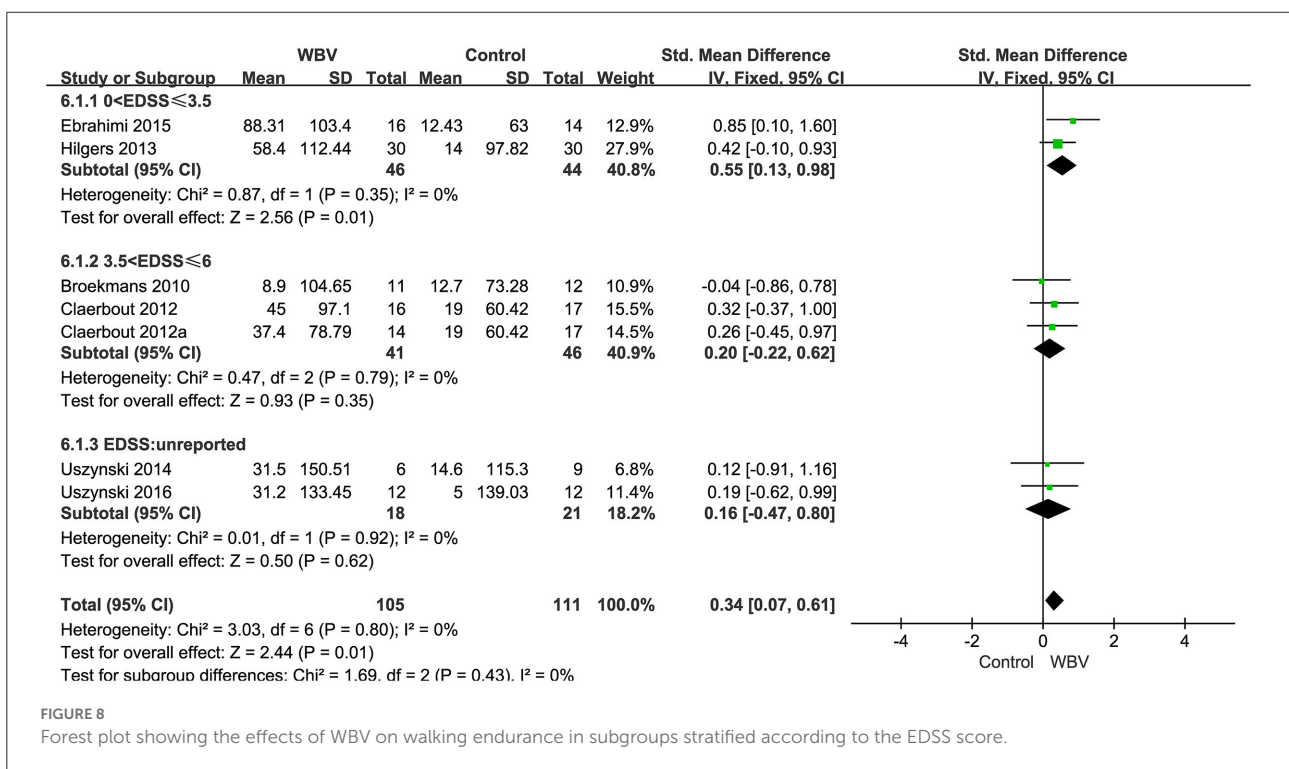 WBV Control Std. Mean Difference Std. Mean Difference
Study or Subgroup Mean SD Total Mean SD Total Weight IV, Fixed, 95% CI IV, Fixed, 95% CI
6.1.1 0<EDSS⩽3.5
Ebrahimi 2015 88.31 103.4 16 12.43 63 14 12.9% 0.85 [0.10, 1.60]
Hilgers 2013 58.4 112.44 30 14 97.82 30 27.9% 0.42 [-0.10, 0.93]
Subtotal (95% CI) 46 44 40.8% 0.55 [0.13, 0.98]
Heterogeneity: Chi² = 0.87, df = 1 (P = 0.35); I² = 0%
Test for overall effect: Z = 2.56 (P = 0.01)
6.1.2 3.5<EDSS⩽6
Broekmans 2010 8.9 104.65 11 12.7 73.28 12 10.9% -0.04 [-0.86, 0.78]
Claerbout 2012 45 97.1 16 19 60.42 17 15.5% 0.32 [-0.37, 1.00]
Claerbout 2012a 37.4 78.79 14 19 60.42 17 14.5% 0.26 [-0.45, 0.97]
Subtotal (95% CI) 41 46 40.9% 0.20 [-0.22, 0.62]
Heterogeneity: Chi² = 0.47, df = 2 (P = 0.79); I² = 0%
Test for overall effect: Z = 0.93 (P = 0.35)
6.1.3 EDSS:unreported
Uszynski 2014 31.5 150.51 6 14.6 115.3 9 6.8% 0.12 [-0.91, 1.16]
Uszynski 2016 31.2 133.45 12 5 139.03 12 11.4% 0.19 [-0.62, 0.99]
Subtotal (95% CI) 18 21 18.2% 0.16 [-0.47, 0.80]
Heterogeneity: Chi² = 0.01, df = 1 (P = 0.92); I² = 0%
Test for overall effect: Z = 0.50 (P = 0.62)
Total (95% CI) 105 111 100.0% 0.34 [0.07, 0.61]
Heterogeneity: Chi² = 3.03, df = 6 (P = 0.80); I² = 0%
Test for overall effect: Z = 2.44 (P = 0.01)
Test for subgroup differences: Chi² = 1.69, df = 2 (P = 0.43), I² = 0%
-4 -2 0 2 4
Control WBV
FIGURE 8
Forest plot showing the effects of WBV on walking endurance in subgroups stratified according to the EDSS score.